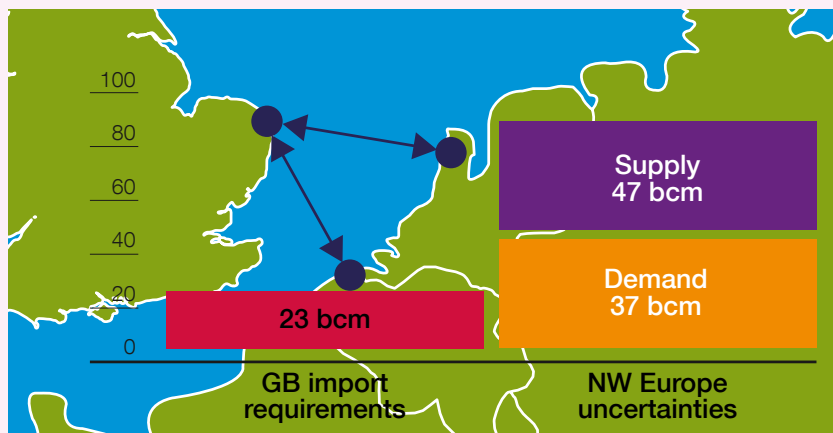 100
80
60
40
20
0
Supply
47 bcm
Demand
37 bcm
23 bcm
GB import
requirements
NW Europe
uncertainties